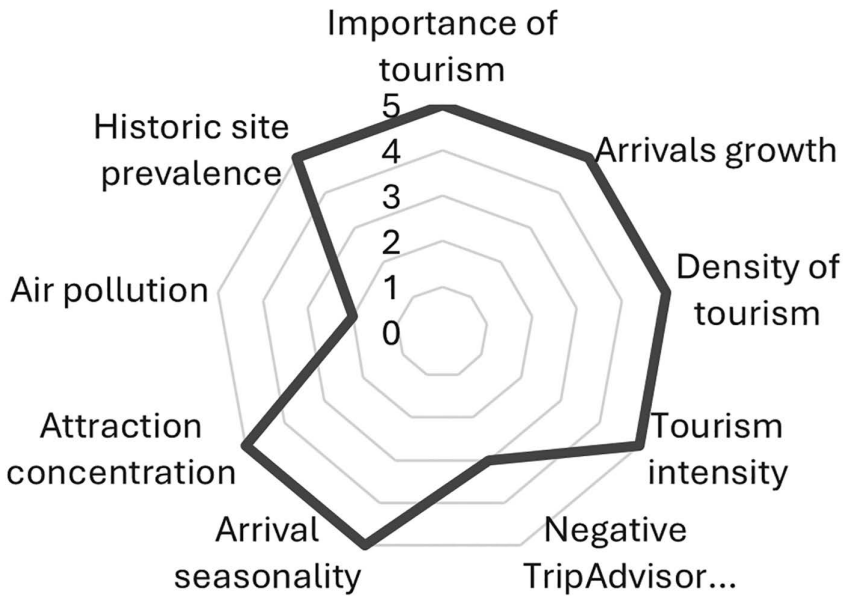 Importance of
tourism
5
4
3
2
1
0
Arrivals growth
Density of
tourism
Tourism
intensity
Negative
TripAdvisor...
Arrival
seasonality
Attraction
concentration
Air pollution
Historic site
prevalence